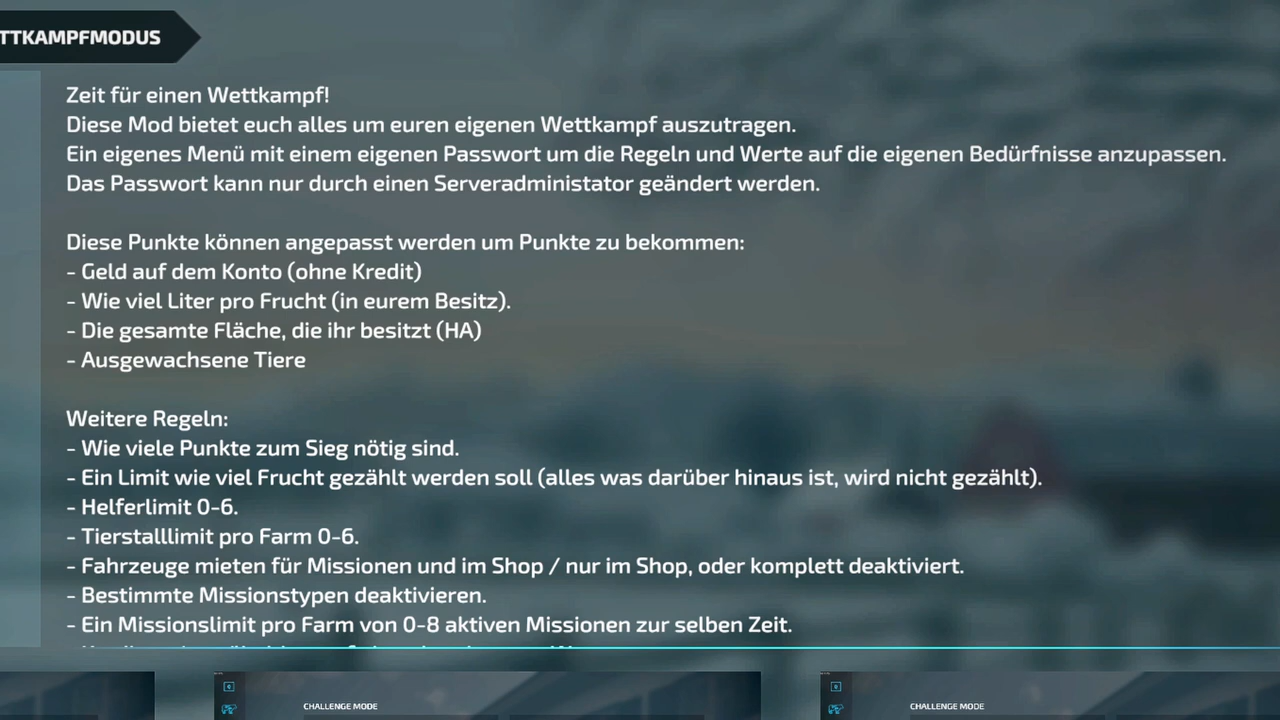 TTKAMPFMODUS
Zeit für einen Wettkampf!
Diese Mod bietet euch alles um euren eigenen Wettkampf auszutragen.
Ein eigenes Menü mit einem eigenen Passwort um die Regeln und Werte auf die eigenen Bedürfnisse anzupassen.
Das Passwort kann nur durch einen Serveradministator geändert werden.
Diese Punkte können angepasst werden um Punkte zu bekommen:
- Geld auf dem Konto (ohne Kredit)
- Wie viel Liter pro Frucht (in eurem Besitz).
- Die gesamte Fläche, die ihr besitzt (HA)
- Ausgewachsene Tiere
Weitere Regeln:
- Wie viele Punkte zum Sieg nötig sind.
- Ein Limit wie viel Frucht gezählt werden soll (alles was darüber hinaus ist, wird nicht gezählt).
- Helferlimit 0-6.
- Tierstalllimit pro Farm 0-6.
- Fahrzeuge mieten für Missionen und im Shop / nur im Shop, oder komplett deaktiviert.
- Bestimmte Missionstypen deaktivieren.
- Ein Missionslimit pro Farm von 0-8 aktiven Missionen zur selben Zeit.
CHALLENGE MODE
CHALLENGE MODE